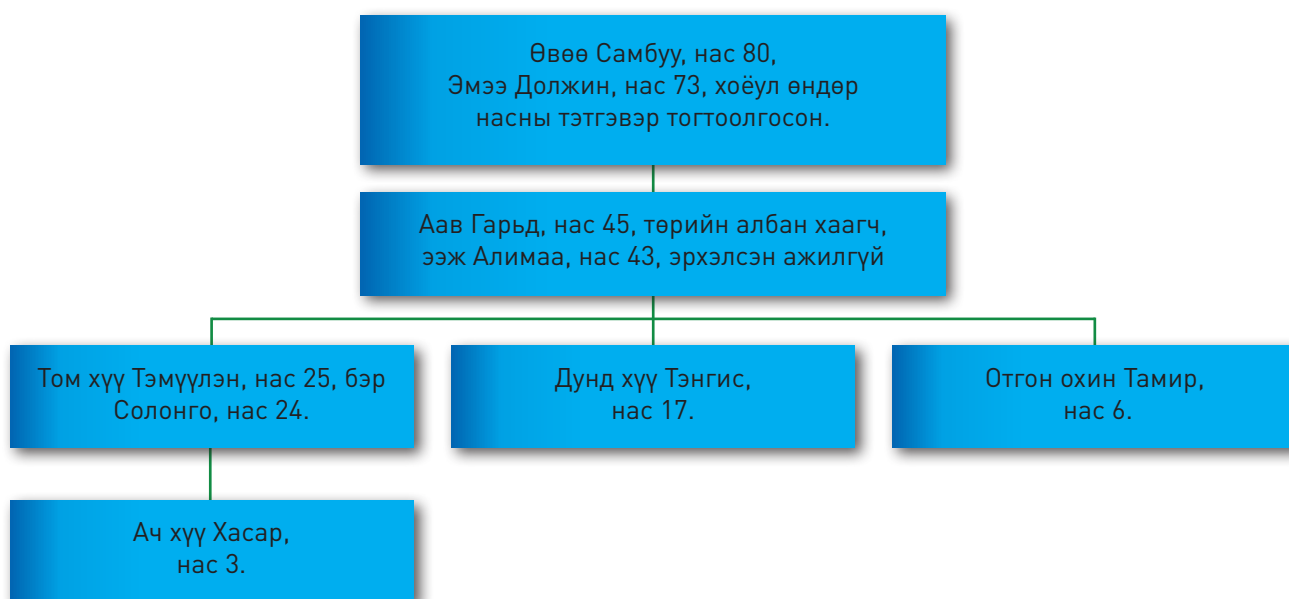 Өвөө Самбуу, нас 80,
Эмээ Должин, нас 73, хоёул өндөр
насны тэтгэвэр тогтоолгосон.
Аав Гарьд, нас 45, төрийн албан хаагч,
ээж Алимаа, нас 43, эрхэлсэн ажилгүй
Том хүү Тэмүүлэн, нас 25, бэр
Солонго, нас 24.
Дунд хүү Тэнгис,
нас 17.
Отгон охин Тамир,
нас 6.
Ач хүү Хасар,
нас 3.